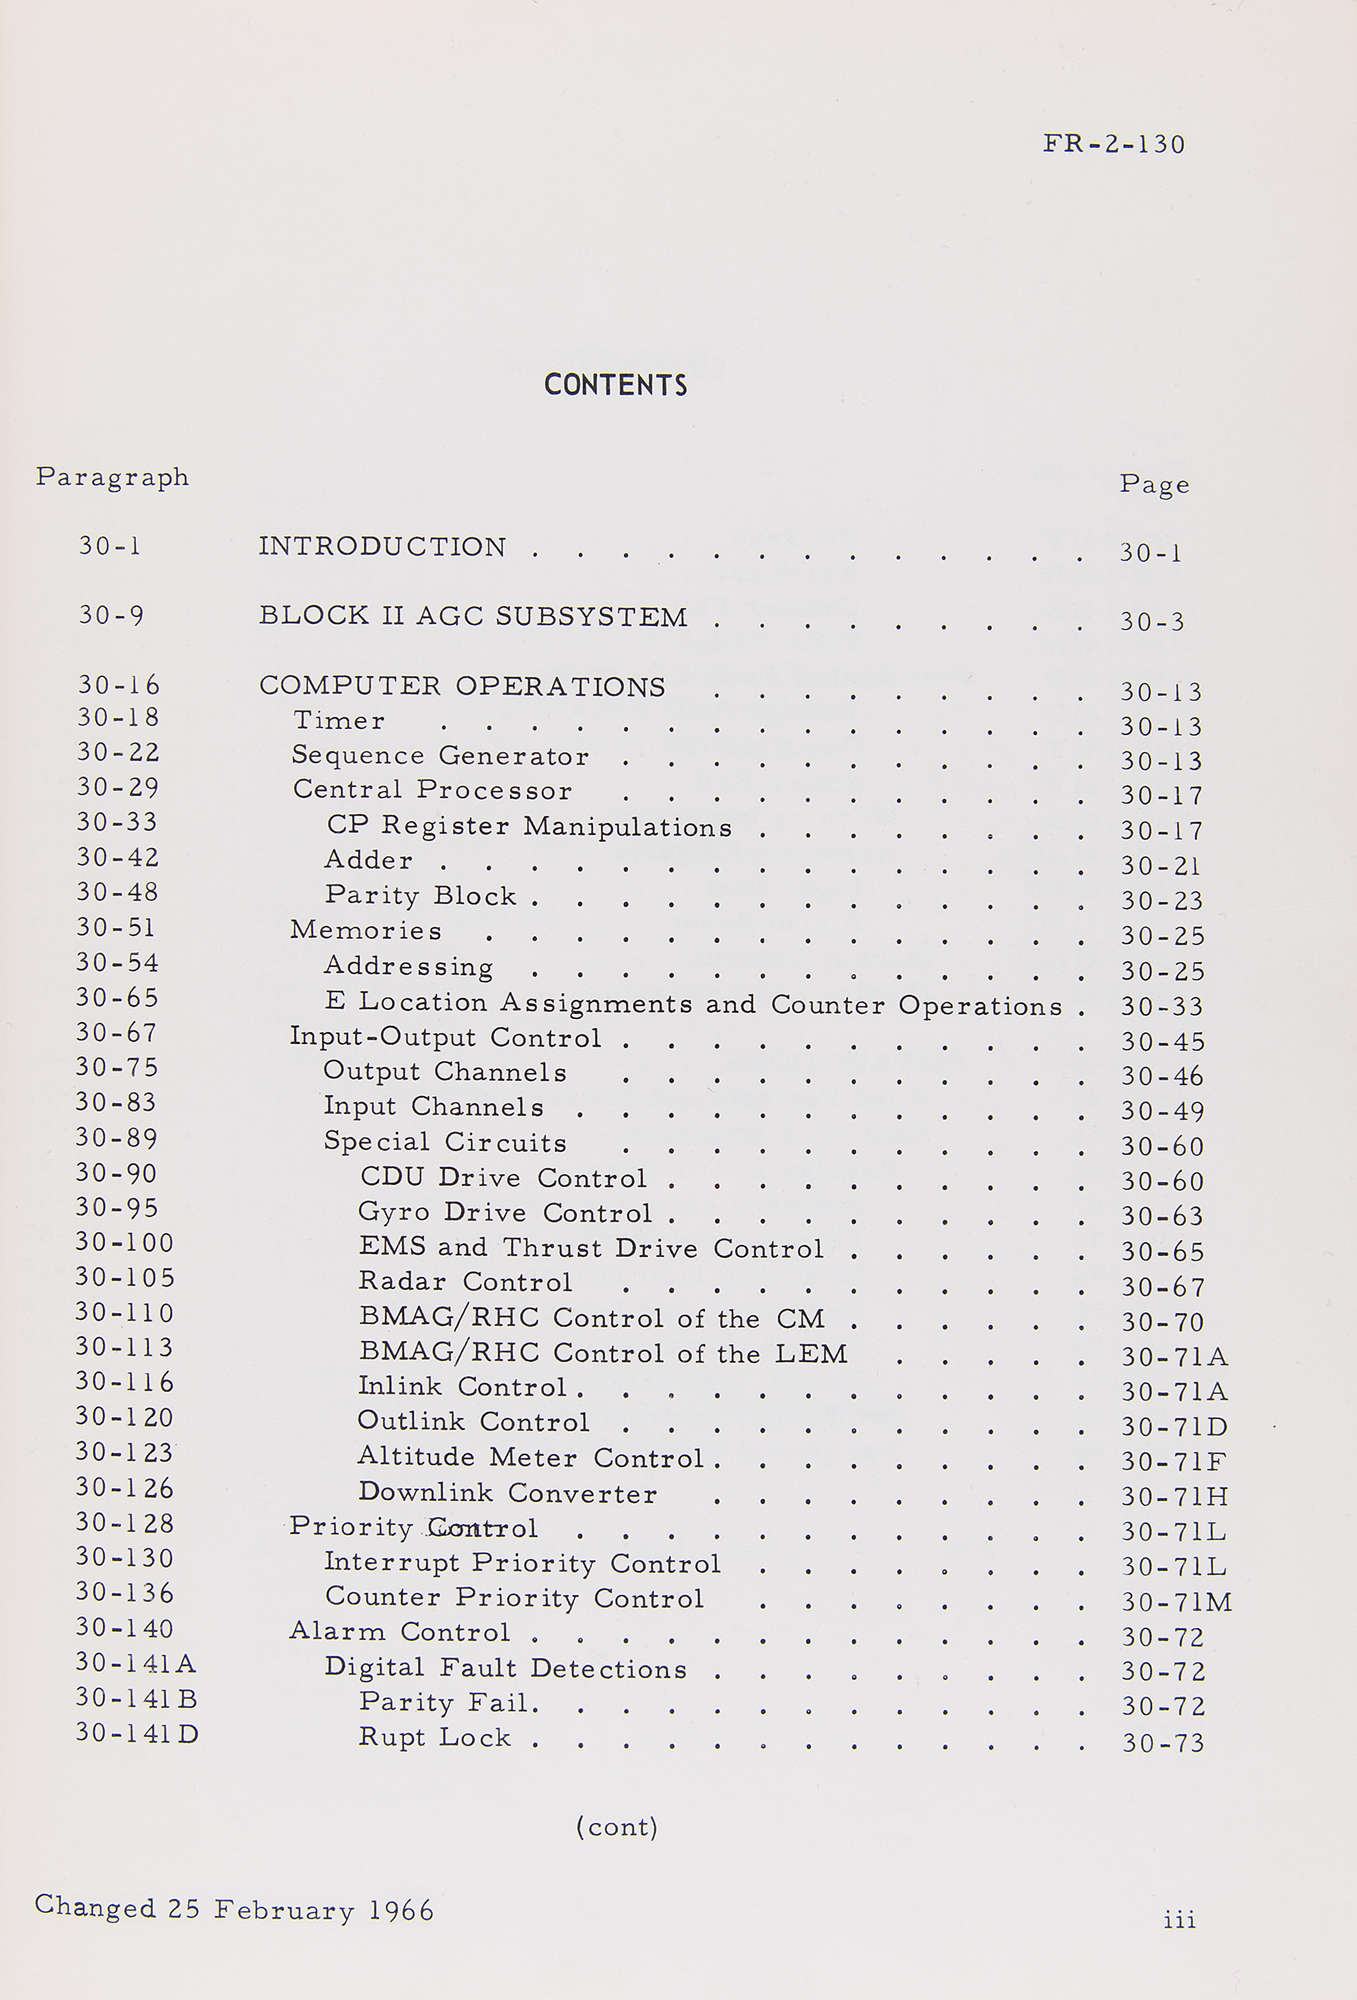 FR-2-130
CONTENTS
Paragraph Page
30-1 INTRODUCTION . . . . . . . . . . . . . 30-1
30-9 BLOCK II AGC SUBSYSTEM . . . . . . . . . 30-3
30-16 COMPUTER OPERATIONS . . . . . . . . . 30-13
30-18 Timer . . . . . . . . . . . . . . . 30-13
30-22 Sequence Generator . . . . . . . . . . . 30-13
30-29 Central Processor . . . . . . . . . . . 30-17
30-33 CP Register Manipulations . . . . . . . . 30-17
30-42 Adder . . . . . . . . . . . . . . . 30-21
30-48 Parity Block . . . . . . . . . . . . . 30-23
30-51 Memories . . . . . . . . . . . . . . 30-25
30-54 Addressing . . . . . . . . . . . . . 30-25
30-65 E Location Assignments and Counter Operations . 30-33
30-67 Input-Output Control . . . . . . . . . . . 30-45
30-75 Output Channels . . . . . . . . . . . 30-46
30-83 Input Channels . . . . . . . . . . . . 30-49
30-89 Special Circuits . . . . . . . . . . . 30-60
30-90 CDU Drive Control . . . . . . . . . . 30-60
30-95 Gyro Drive Control . . . . . . . . . . 30-63
30-100 EMS and Thrust Drive Control . . . . . . 30-65
30-105 Radar Control . . . . . . . . . . . 30-67
30-110 BMAG/RHC Control of the CM . . . . . . 30-70
30-113 BMAG/RHC Control of the LEM . . . . . 30-71A
30-116 Inlink Control . . . . . . . . . . . . 30-71A
30-120 Outlink Control . . . . . . . . . . . 30-71D
30-123 Altitude Meter Control . . . . . . . . . 30-71F
30-126 Downlink Converter . . . . . . . . . 30-71H
30-128 Priority Control . . . . . . . . . . . . 30-71L
30-130 Interrupt Priority Control . . . . . . . . 30-71L
30-136 Counter Priority Control . . . . . . . . 30-71M
30-140 Alarm Control . . . . . . . . . . . . . 30-72
30-141A Digital Fault Detections . . . . . . . . . 30-72
30-141B Parity Fail . . . . . . . . . . . . . 30-72
30-141D Rupt Lock . . . . . . . . . . . . . 30-73
(cont)
Changed 25 February 1966 iii